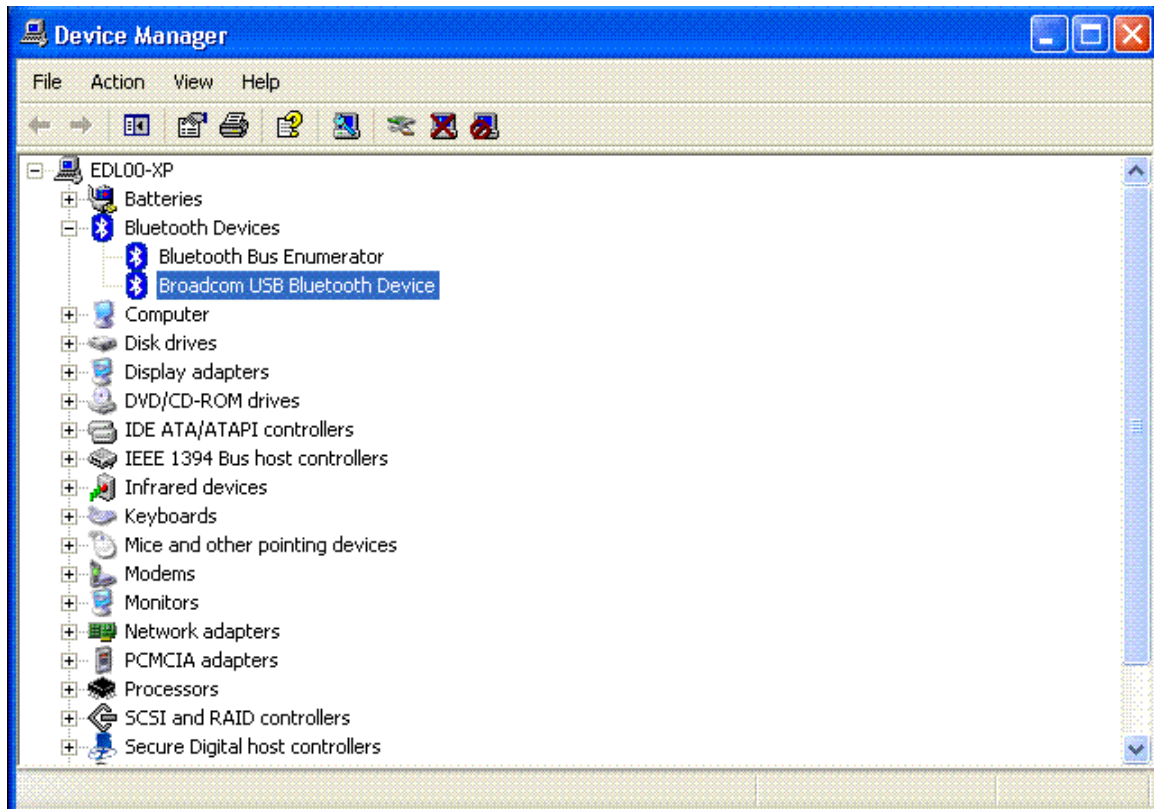 Device Manager
File Action View Help
EDL00-XP
Batteries
Bluetooth Devices
Bluetooth Bus Enumerator
Broadcom USB Bluetooth Device
Computer
Disk drives
Display adapters
DVD/CD-ROM drives
IDE ATA/ATAPI controllers
IEEE 1394 Bus host controllers
Infrared devices
Keyboards
Mice and other pointing devices
Modems
Monitors
Network adapters
PCMCIA adapters
Processors
SCSI and RAID controllers
Secure Digital host controllers